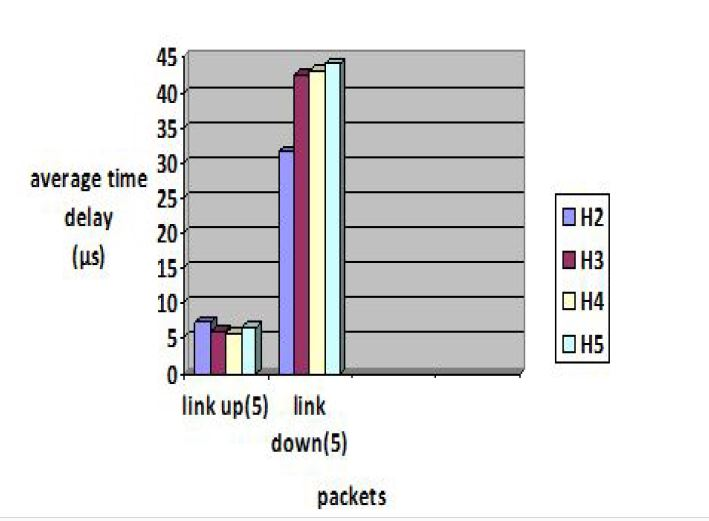 45
40
35
30
25
20
15
10
5
0
average time
delay
(µs)
link up(5)
link
down(5)
packets
H2
H3
H4
H5